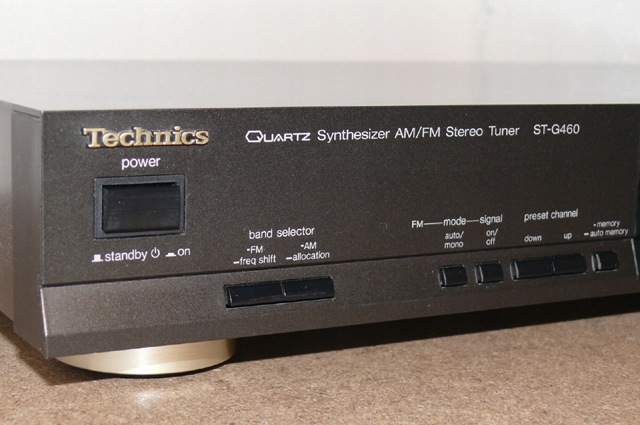 Technics
QUARTZ Synthesizer AM/FM Stereo Tuner ST-G460
power
standby on
band selector
-FM
-freq shift
-AM
-allocation
FM mode signal
auto/
mono
on/
off
preset channel
down up
-memory
-auto memory